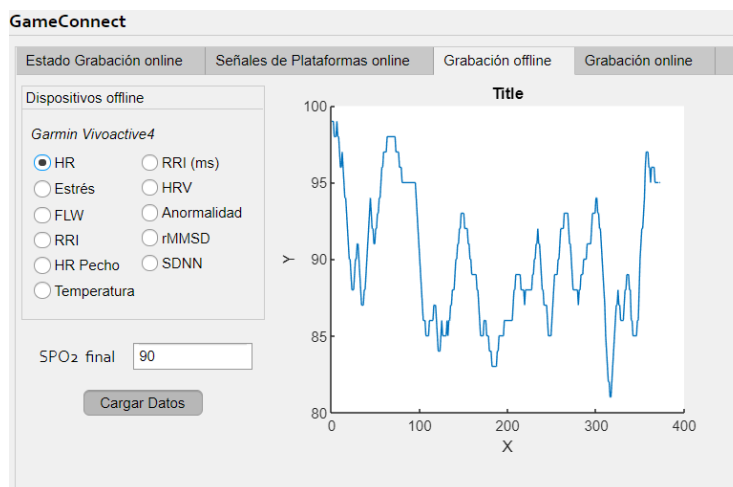 GameConnect
Estado Grabación online
Señales de Plataformas online
Grabación offline
Grabación online
Dispositivos offline
Garmin Vivoactive4
HR
RRI (ms)
Estrés
HRV
FLW
Anormalidad
RRI
rMMSD
HR Pecho
SDNN
Temperatura
SPO2 final
90
Cargar Datos
Title
100
95
90
85
80
Y
0
100
200
300
400
X